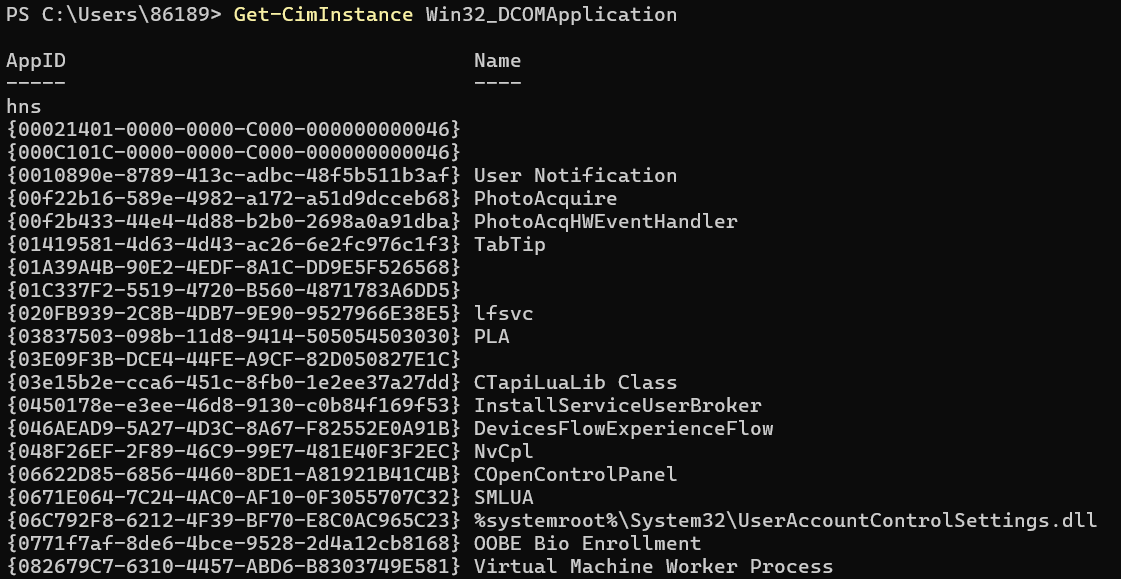 PS C:\Users\86189> Get-CimInstance Win32_DCOMApplication
AppID Name
----- ----
hns
{00021401-0000-0000-C000-000000000046}
{000C101C-0000-0000-C000-000000000046}
{0010890e-8789-413c-adbc-48f5b511b3af} User Notification
{00f22b16-589e-4982-a172-a51d9dcceb68} PhotoAcquire
{00f2b433-44e4-4d88-b2b0-2698a0a91dba} PhotoAcqHWEventHandler
{01419581-4d63-4d43-ac26-6e2fc976c1f3} TabTip
{01A39A4B-90E2-4EDF-8A1C-DD9E5F526568}
{01C337F2-5519-4720-B560-4871783A6DD5}
{020FB939-2C8B-4DB7-9E90-9527966E38E5} lfsvc
{03837503-098b-11d8-9414-505054503030} PLA
{03E09F3B-DCE4-44FE-A9CF-82D050827E1C}
{03e15b2e-cca6-451c-8fb0-1e2ee37a27dd} CTapiLuaLib Class
{0450178e-e3ee-46d8-9130-c0b84f169f53} InstallServiceUserBroker
{046AEAD9-5A27-4D3C-8A67-F82552E0A91B} DevicesFlowExperienceFlow
{048F26EF-2F89-46C9-99E7-481E40F3F2EC} NvCpl
{06622D85-6856-4460-8DE1-A81921B41C4B} COpenControlPanel
{0671E064-7C24-4AC0-AF10-0F3055707C32} SMLUA
{06C792F8-6212-4F39-BF70-E8C0AC965C23} %systemroot%\System32\UserAccountControlSettings.dll
{0771f7af-8de6-4bce-9528-2d4a12cb8168} OOBE Bio Enrollment
{082679C7-6310-4457-ABD6-B8303749E581} Virtual Machine Worker Process